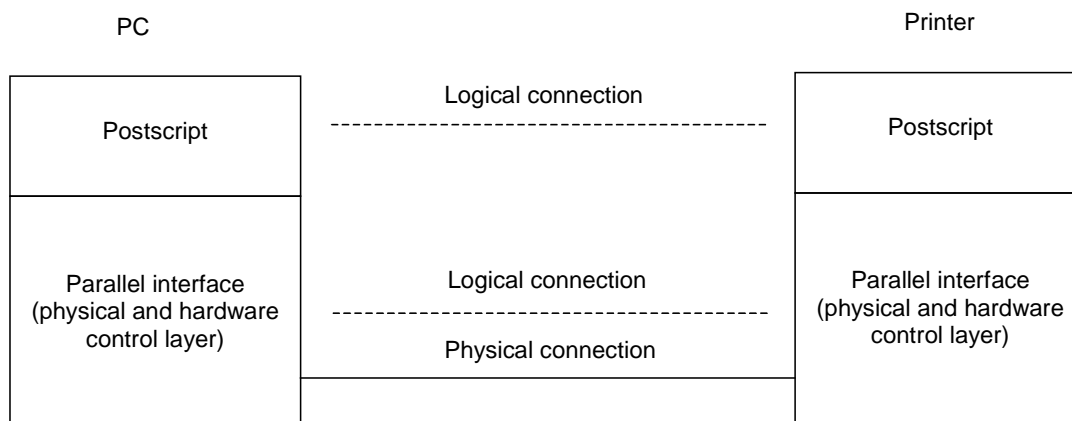 PC
Printer
Logical connection
Postscript
Postscript
Logical connection
Parallel interface
(physical and hardware
control layer)
Parallel interface
(physical and hardware
control layer)
Physical connection